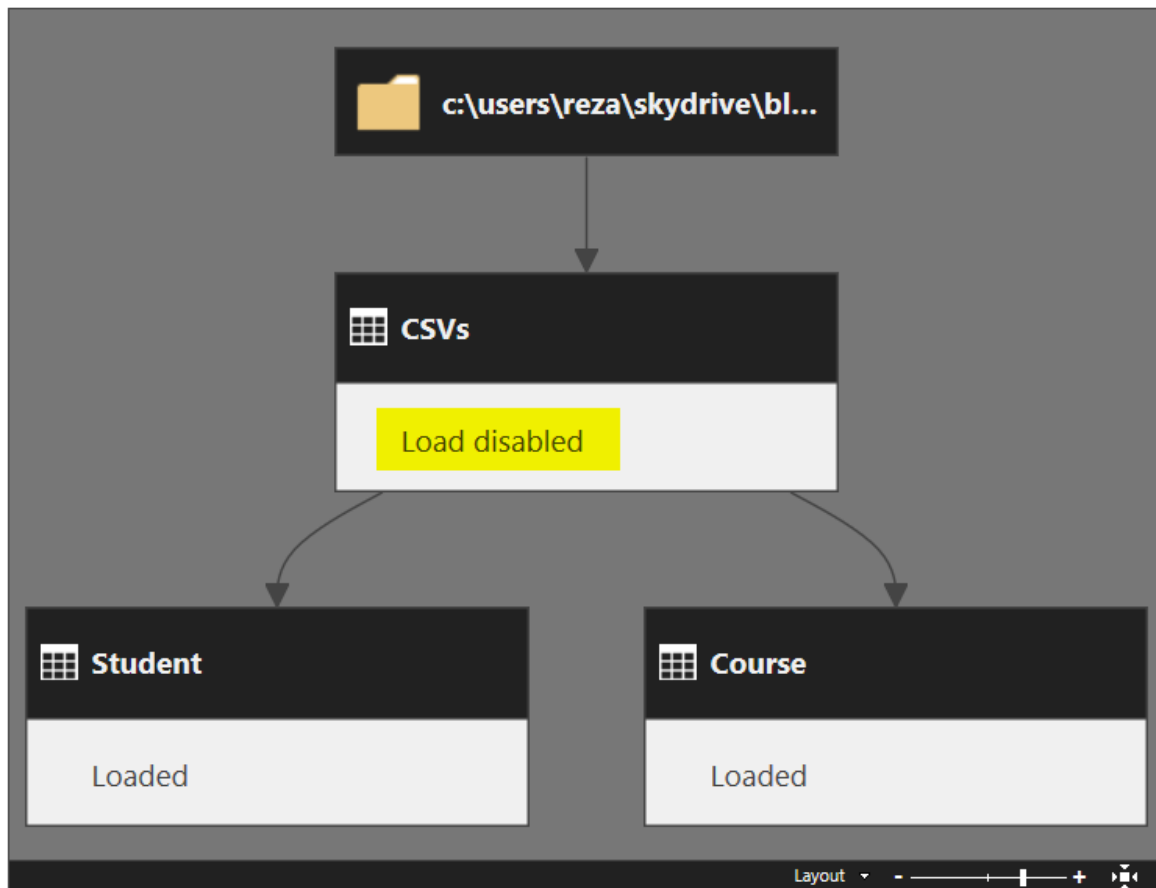 c:\users\reza\skydrive\bl...
CSVs
Load disabled
Student
Course
Loaded
Loaded
Layout